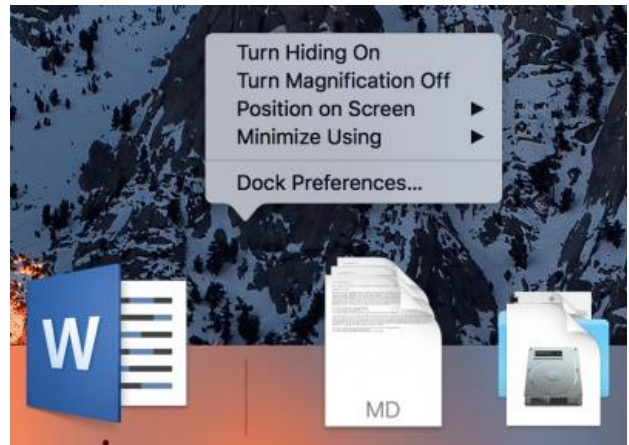 Turn Hiding On
Turn Magnification Off
Position on Screen
Minimize Using
Dock Preferences...
W
MD